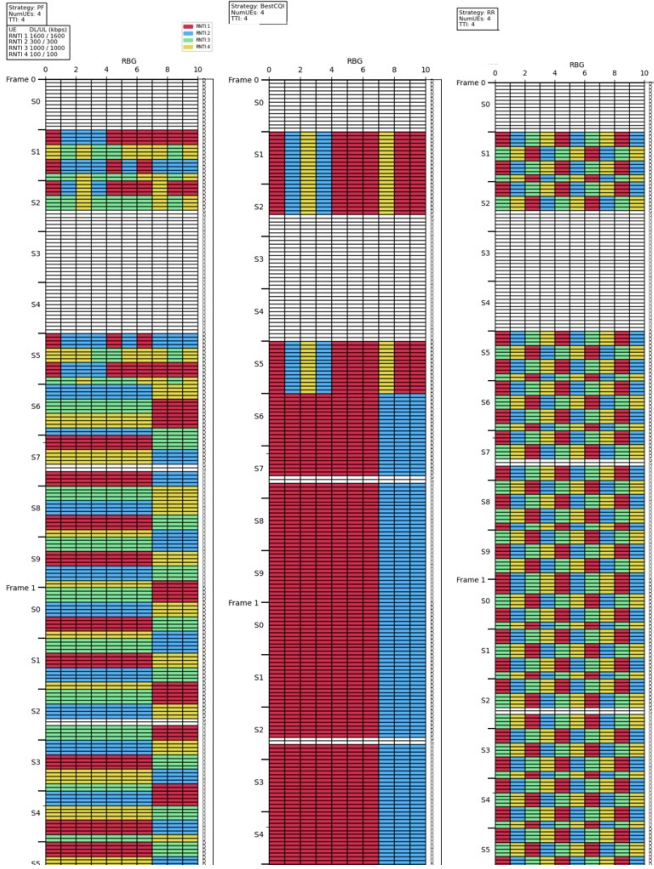 Strategy: PF
NumUEs: 4
TTI: 4
UE DL/UL (kbps)
RNTI 1 1600 / 1600
RNTI 2 300 / 300
RNTI 3 1000 / 1000
RNTI 4 100 / 100
RNTI 1
RNTI 2
RNTI 3
RNTI 4
RBG
0 2 4 6 8 10
Frame 0
S0
S1
S2
S3
S4
S5
S6
S7
S8
S9
Frame 1
S0
S1
S2
S3
S4
S5
Strategy: BestCQI
NumUEs: 4
TTI: 4
RBG
0 2 4 6 8 10
Frame 0
S0
S1
S2
S3
S4
S5
S6
S7
S8
S9
Frame 1
S0
S1
S2
S3
S4
Strategy: RR
NumUEs: 4
TTI: 4
RBG
0 2 4 6 8 10
Frame 0
S0
S1
S2
S3
S4
S5
S6
S7
S8
S9
Frame 1
S0
S1
S2
S3
S4
S5